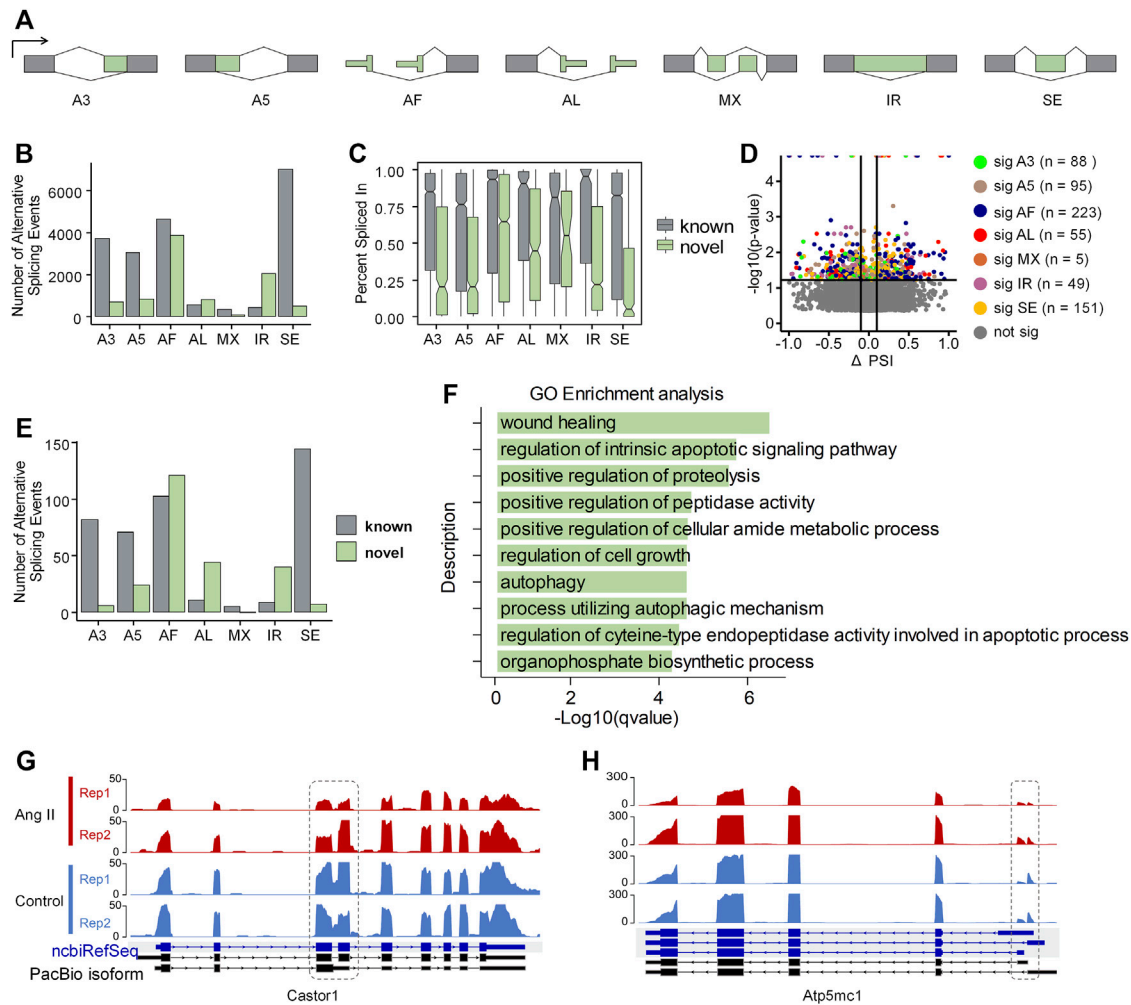 A
A3 A5 AF AL MX IR SE
B
Number of Alternative
Splicing Events
6000
4000
2000
0
A3 A5 AF AL MX IR SE
C
Percent Spliced In
1.00
0.75
0.50
0.25
0.00
A3 A5 AF AL MX IR SE
known
novel
D
-log10(p-value)
4
3
2
1
0
-1.0 -0.5 0.0 0.5 1.0
Δ PSI
sig A3 (n = 88 )
sig A5 (n = 95)
sig AF (n = 223)
sig AL (n = 55)
sig MX (n = 5)
sig IR (n = 49)
sig SE (n = 151)
not sig
E
Number of Alternative
Splicing Events
150
100
50
0
A3 A5 AF AL MX IR SE
known
novel
F
GO Enrichment analysis
Description
wound healing
regulation of intrinsic apoptotic signaling pathway
positive regulation of proteolysis
positive regulation of peptidase activity
positive regulation of cellular amide metabolic process
regulation of cell growth
autophagy
process utilizing autophagic mechanism
regulation of cyteine-type endopeptidase activity involved in apoptotic process
organophosphate biosynthetic process
0 2 4 6
-Log10(qvalue)
G
Ang II
Control
50
Rep1
0
50
Rep2
0
50
Rep1
0
50
Rep2
0
ncbiRefSeq
PacBio isoform
Castor1
H
300
0
300
0
300
0
300
0
Atp5mc1